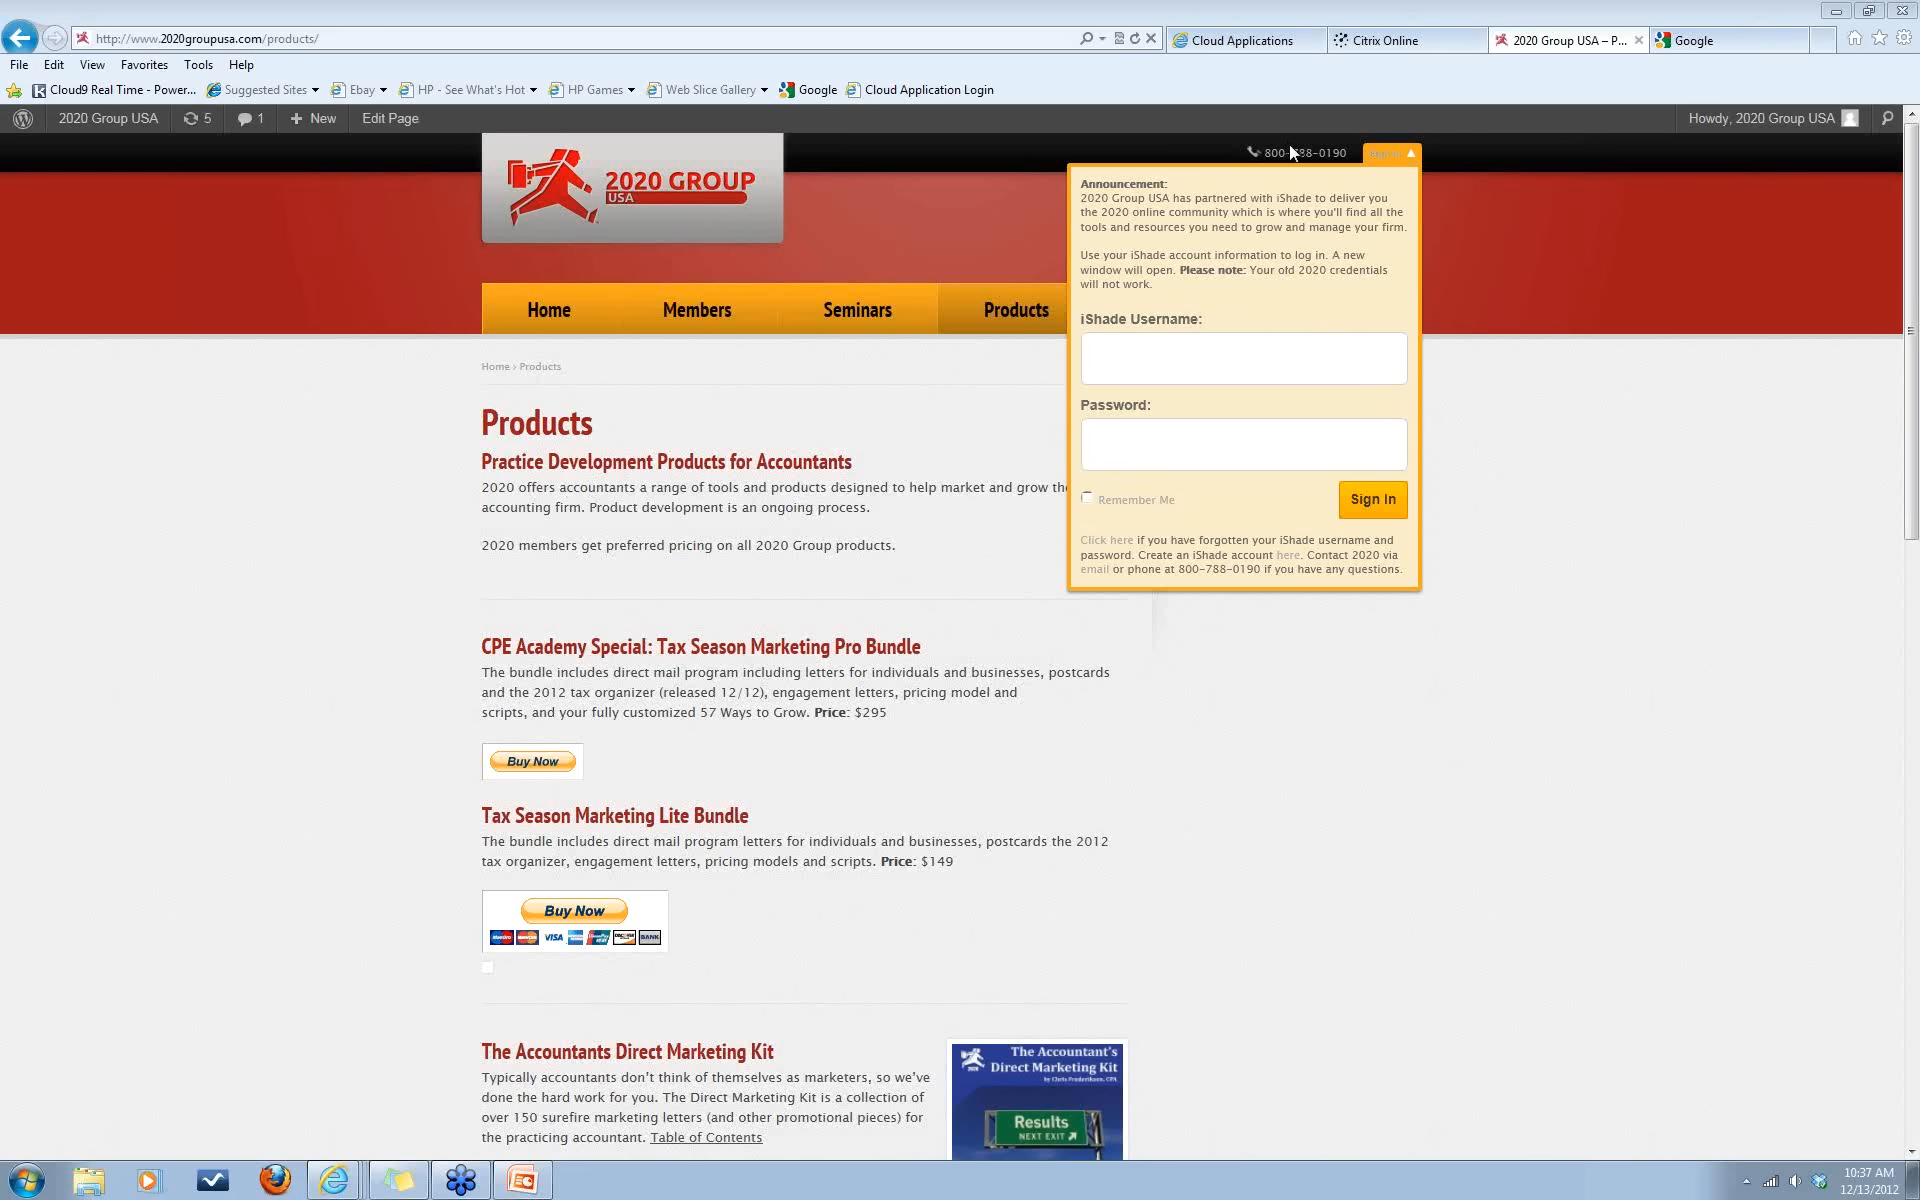 http://www.2020groupusa.com/products/
Cloud Applications
Citrix Online
2020 Group USA – P...
Google
File Edit View Favorites Tools Help
Cloud9 Real Time - Power...
Suggested Sites
Ebay
HP - See What's Hot
HP Games
Web Slice Gallery
Google
Cloud Application Login
2020 Group USA 5 1 + New Edit Page
Howdy, 2020 Group USA
2020 GROUP
USA
Home Members Seminars Products
Announcement:
2020 Group USA has partnered with iShade to deliver you
the 2020 online community which is where you'll find all the
tools and resources you need to grow and manage your firm.
Use your iShade account information to log in. A new
window will open. Please note: Your old 2020 credentials
will not work.
iShade Username:
Password:
Remember Me
Sign In
Click here if you have forgotten your iShade username and
password. Create an iShade account here. Contact 2020 via
email or phone at 800-788-0190 if you have any questions.
Home › Products
Products
Practice Development Products for Accountants
2020 offers accountants a range of tools and products designed to help market and grow
accounting firm. Product development is an ongoing process.
2020 members get preferred pricing on all 2020 Group products.
CPE Academy Special: Tax Season Marketing Pro Bundle
The bundle includes direct mail program including letters for individuals and businesses, postcards
and the 2012 tax organizer (released 12/12), engagement letters, pricing model and
scripts, and your fully customized 57 Ways to Grow. Price: $295
Buy Now
Tax Season Marketing Lite Bundle
The bundle includes direct mail program letters for individuals and businesses, postcards the 2012
tax organizer, engagement letters, pricing models and scripts. Price: $149
Buy Now
VISA
BANK
The Accountants Direct Marketing Kit
Typically accountants don't think of themselves as marketers, so we've
done the hard work for you. The Direct Marketing Kit is a collection of
over 150 surefire marketing letters (and other promotional pieces) for
the practicing accountant. Table of Contents
The Accountant's
Direct Marketing Kit
by Chris Frederiksen, CPA
Results
NEXT EXIT
10:37 AM
12/13/2012